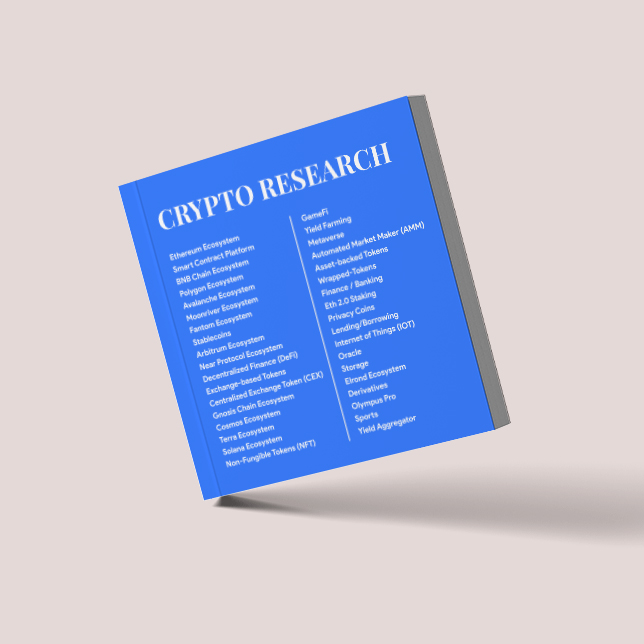 CRYPTO RESEARCH
Ethereum Ecosystem
Smart Contract Platform
BNB Chain Ecosystem
Polygon Ecosystem
Avalanche Ecosystem
Moonriver Ecosystem
Fantom Ecosystem
Stablecoins
Arbitrum Ecosystem
Near Protocol Ecosystem
Decentralized Finance (DeFi)
Exchange-based Tokens
Centralized Exchange Token (CEX)
Gnosis Chain Ecosystem
Cosmos Ecosystem
Terra Ecosystem
Solana Ecosystem
Non-Fungible Tokens (NFT)
GameFi
Yield Farming
Metaverse
Automated Market Maker (AMM)
Asset-backed Tokens
Wrapped-Tokens
Finance / Banking
Eth 2.0 Staking
Privacy Coins
Lending/Borrowing
Internet of Things (IOT)
Oracle
Storage
Elrond Ecosystem
Derivatives
Olympus Pro
Sports
Yield Aggregator